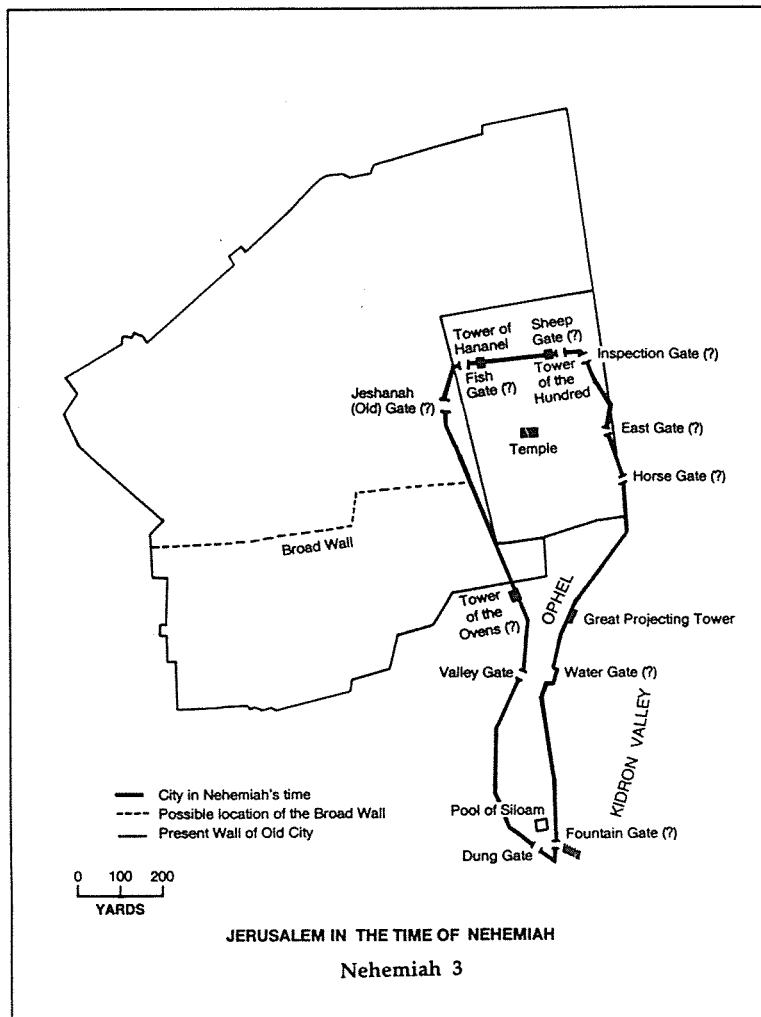 Tower of
Hananel
Sheep
Gate (?)
Fish
Gate (?)
Tower
of the
Hundred
Inspection Gate (?)
Jeshanah
(Old) Gate (?)
East Gate (?)
Temple
Horse Gate (?)
Broad Wall
OPHEL
Tower
of the
Ovens (?)
Great Projecting Tower
Valley Gate
Water Gate (?)
KIDRON VALLEY
Pool of Siloam
Fountain Gate (?)
Dung Gate
City in Nehemiah's time
Possible location of the Broad Wall
Present Wall of Old City
0 100 200
YARDS
JERUSALEM IN THE TIME OF NEHEMIAH
Nehemiah 3